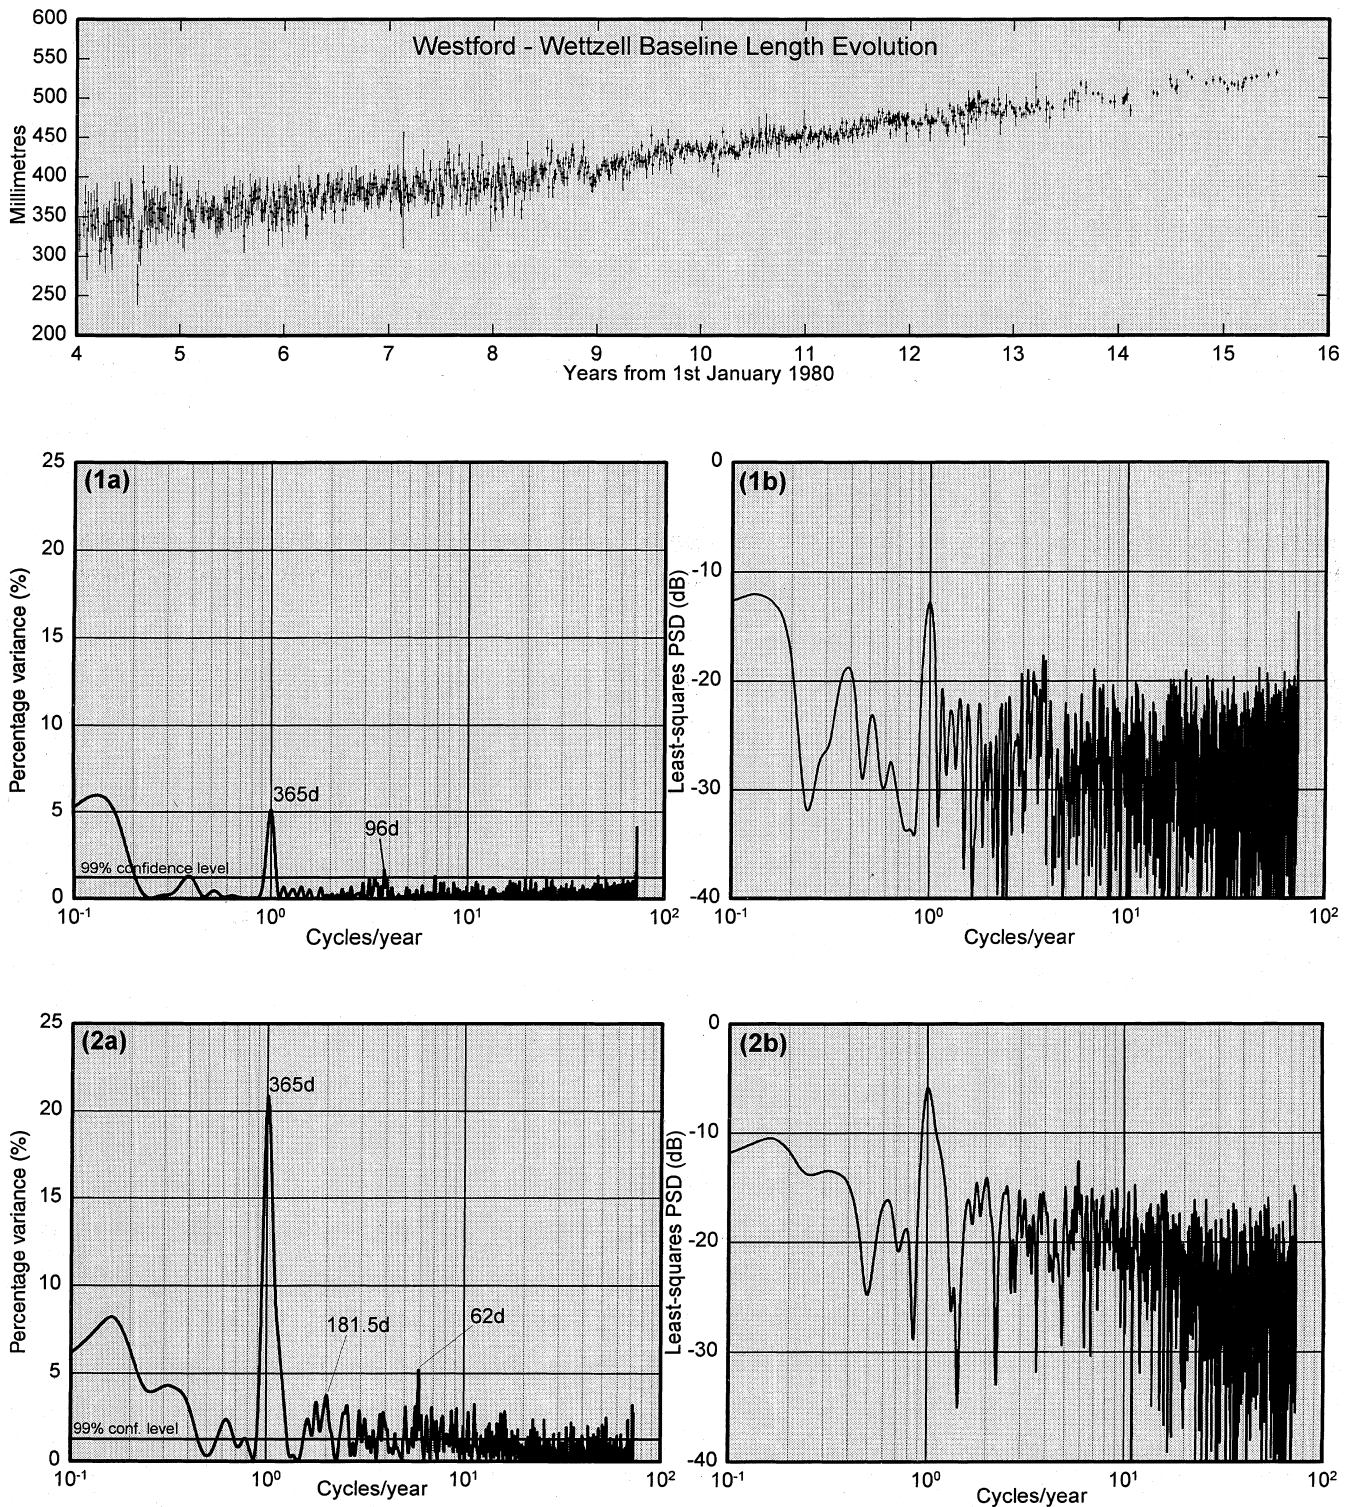 Westford - Wettzell Baseline Length Evolution
600
550
500
450
400
350
300
250
200
Millimetres
4 5 6 7 8 9 10 11 12 13 14 15 16
Years from 1st January 1980
(1a)
25
20
15
10
5
0
Percentage variance (%)
365d
96d
99% confidence level
10⁻¹ 10⁰ 10¹ 10²
Cycles/year
(1b)
0
-10
-20
-30
-40
Least-squares PSD (dB)
10⁻¹ 10⁰ 10¹ 10²
Cycles/year
(2a)
25
20
15
10
5
0
Percentage variance (%)
365d
181.5d
62d
99% conf. level
10⁻¹ 10⁰ 10¹ 10²
Cycles/year
(2b)
0
-10
-20
-30
-40
Least-squares PSD (dB)
10⁻¹ 10⁰ 10¹ 10²
Cycles/year